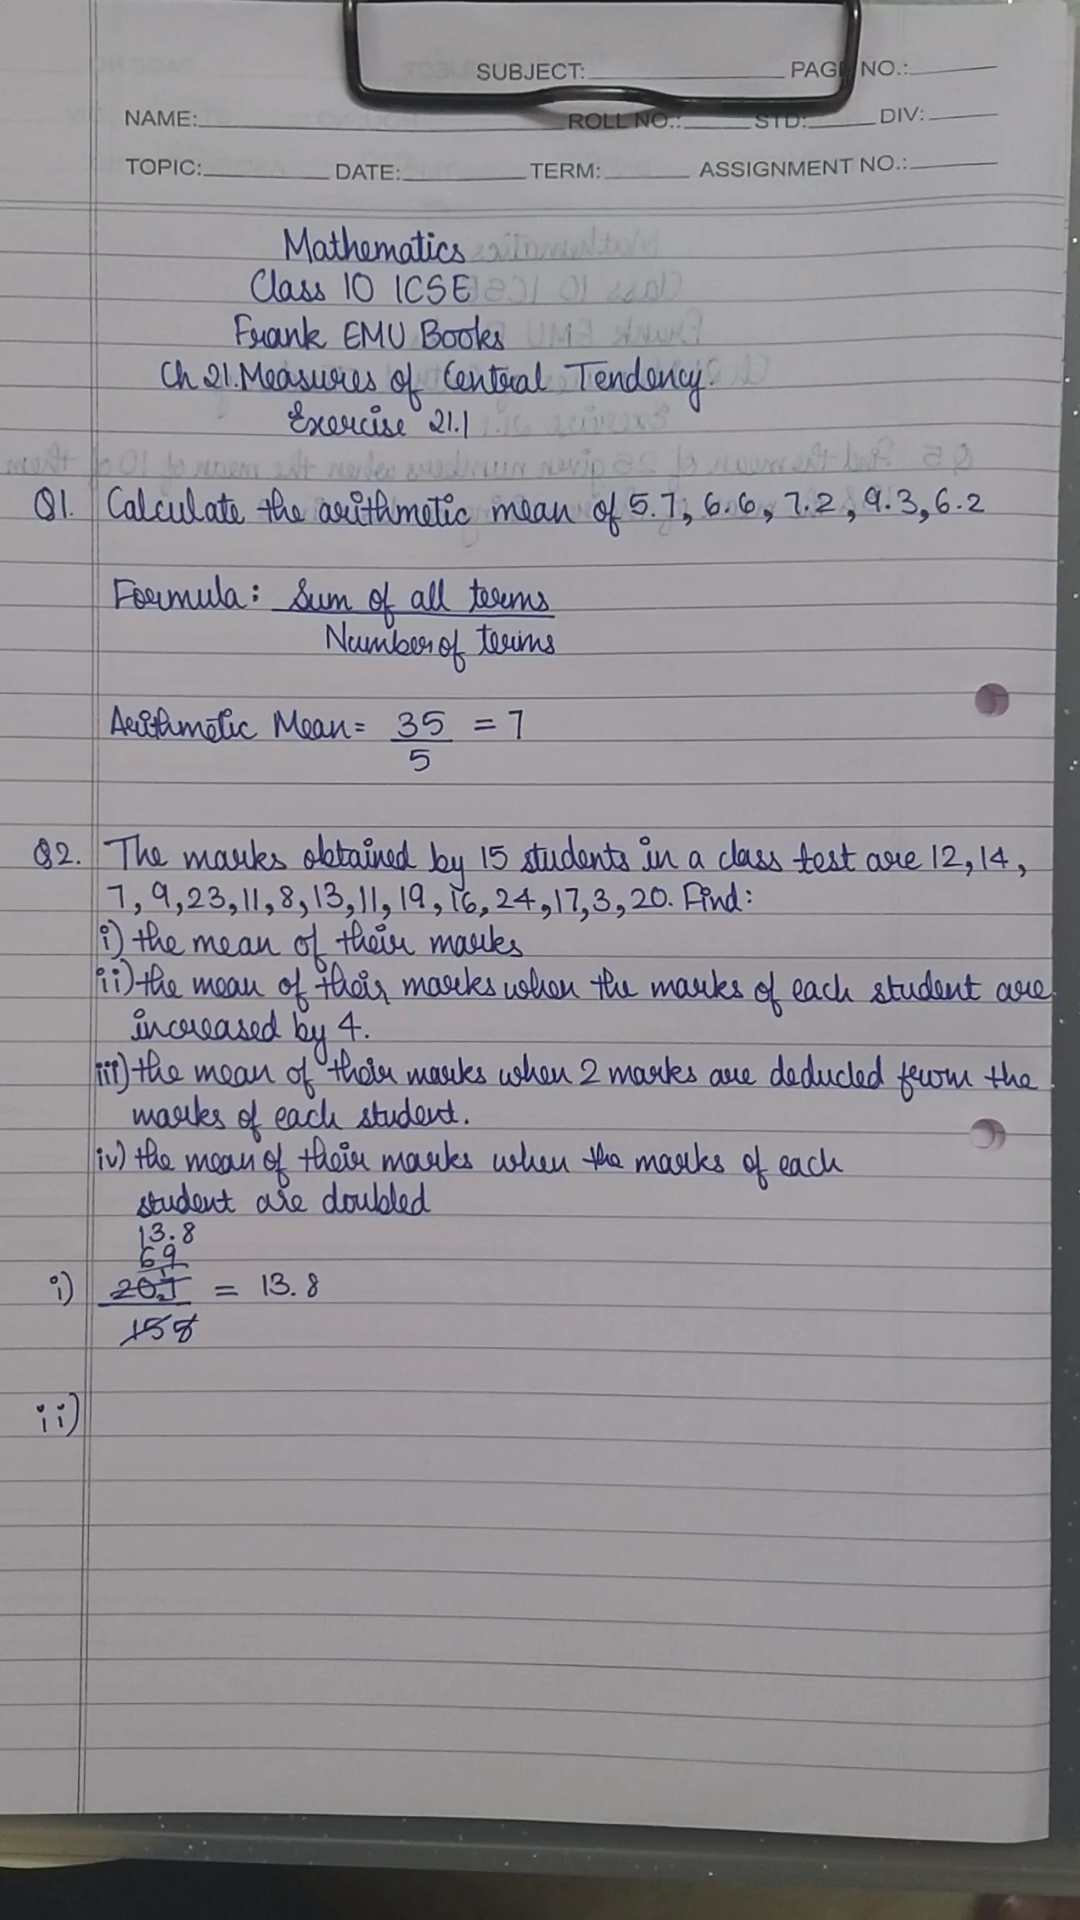 SUBJECT: PAGE NO.:
NAME: ROLL NO.: STD: DIV:
TOPIC: DATE: TERM: ASSIGNMENT NO.:
Mathematics
Class 10 ICSE
Frank EMU Books
Ch 21. Measures of Central Tendency.
Exercise 21.1
Q1. Calculate the arithmetic mean of 5.7, 6.6, 7.2, 9.3, 6.2
Formula: Sum of all terms
Number of terms
Arithmetic Mean = 35 = 7
5
Q2. The marks obtained by 15 students in a class test are 12, 14,
7, 9, 23, 11, 8, 13, 11, 19, 16, 24, 17, 3, 20. Find:
i) the mean of their marks
ii) the mean of their marks when the marks of each student are
increased by 4.
iii) the mean of their marks when 2 marks are deducted from the
marks of each student.
iv) the mean of their marks when the marks of each
student are doubled
13.8
69
i) 207 = 13.8
15 5
ii)